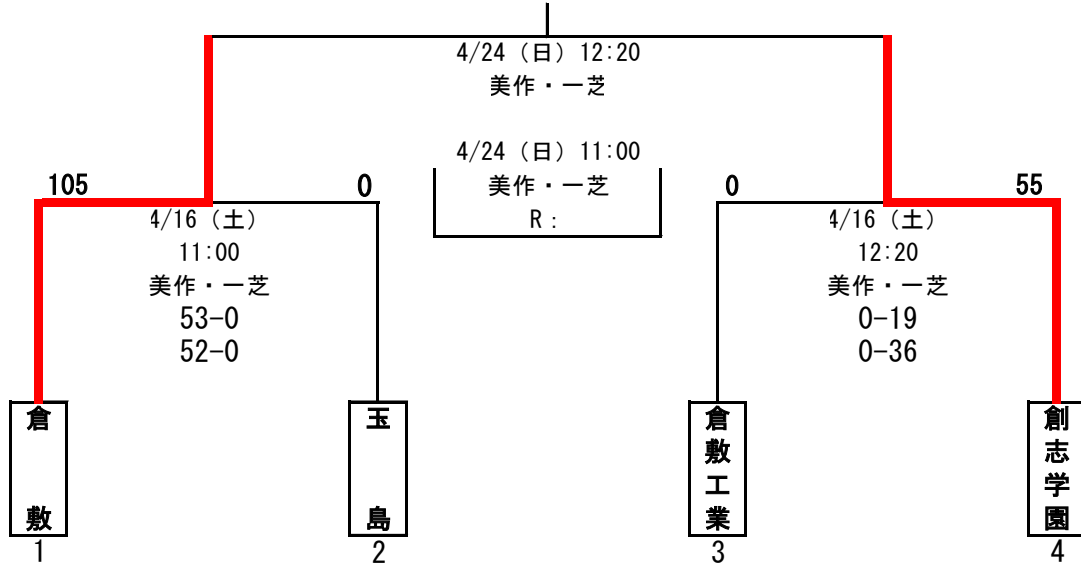 4/24 (日) 12:20
美作・一芝
4/24 (日) 11:00
美作・一芝
R:
105
0
4/16 (土)
11:00
美作・一芝
53-0
52-0
0
55
4/16 (土)
12:20
美作・一芝
0-19
0-36
倉敷
玉島
倉敷工業
創志学園
1
2
3
4